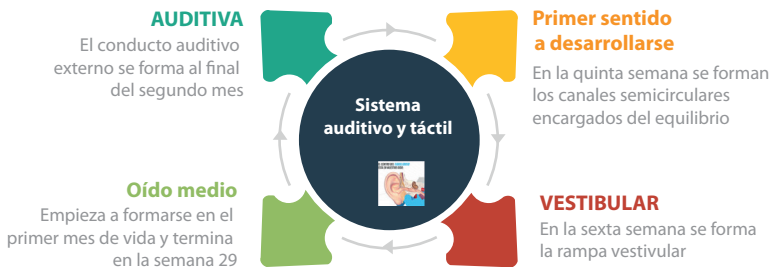 AUDITIVA
El conducto auditivo
externo se forma al final
del segundo mes
Primer sentido
a desarrollarse
En la quinta semana se forman
los canales semicirculares
encargados del equilibrio
Sistema
auditivo y táctil
Oído medio
Empieza a formarse en el
primer mes de vida y termina
en la semana 29
VESTIBULAR
En la sexta semana se forma
la rampa vestivular